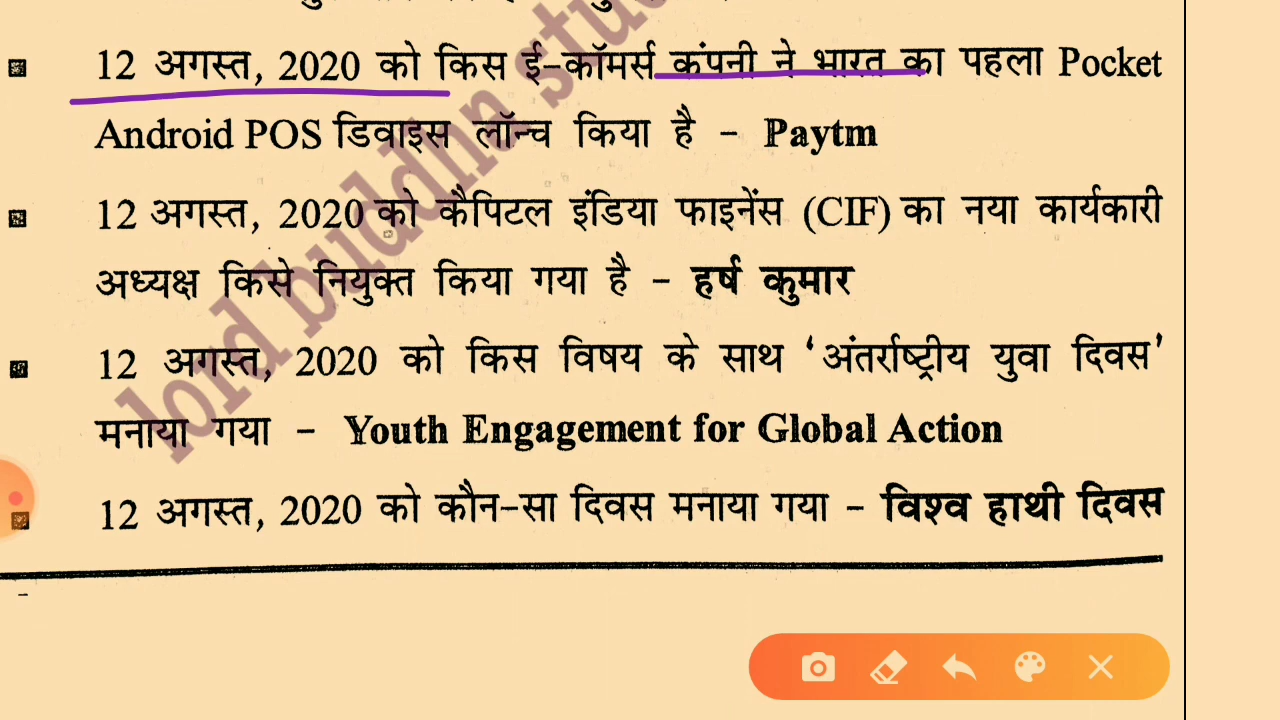 12 अगस्त, 2020 को किस ई-कॉमर्स कंपनी ने भारत का पहला Pocket
Android POS डिवाइस लॉन्च किया है - Paytm
12 अगस्त, 2020 को कैपिटल इंडिया फाइनेंस (CIF) का नया कार्यकारी
अध्यक्ष किसे नियुक्त किया गया है - हर्ष कुमार
12 अगस्त, 2020 को किस विषय के साथ 'अंतर्राष्ट्रीय युवा दिवस'
मनाया गया - Youth Engagement for Global Action
12 अगस्त, 2020 को कौन-सा दिवस मनाया गया - विश्व हाथी दिवस
lord buddha